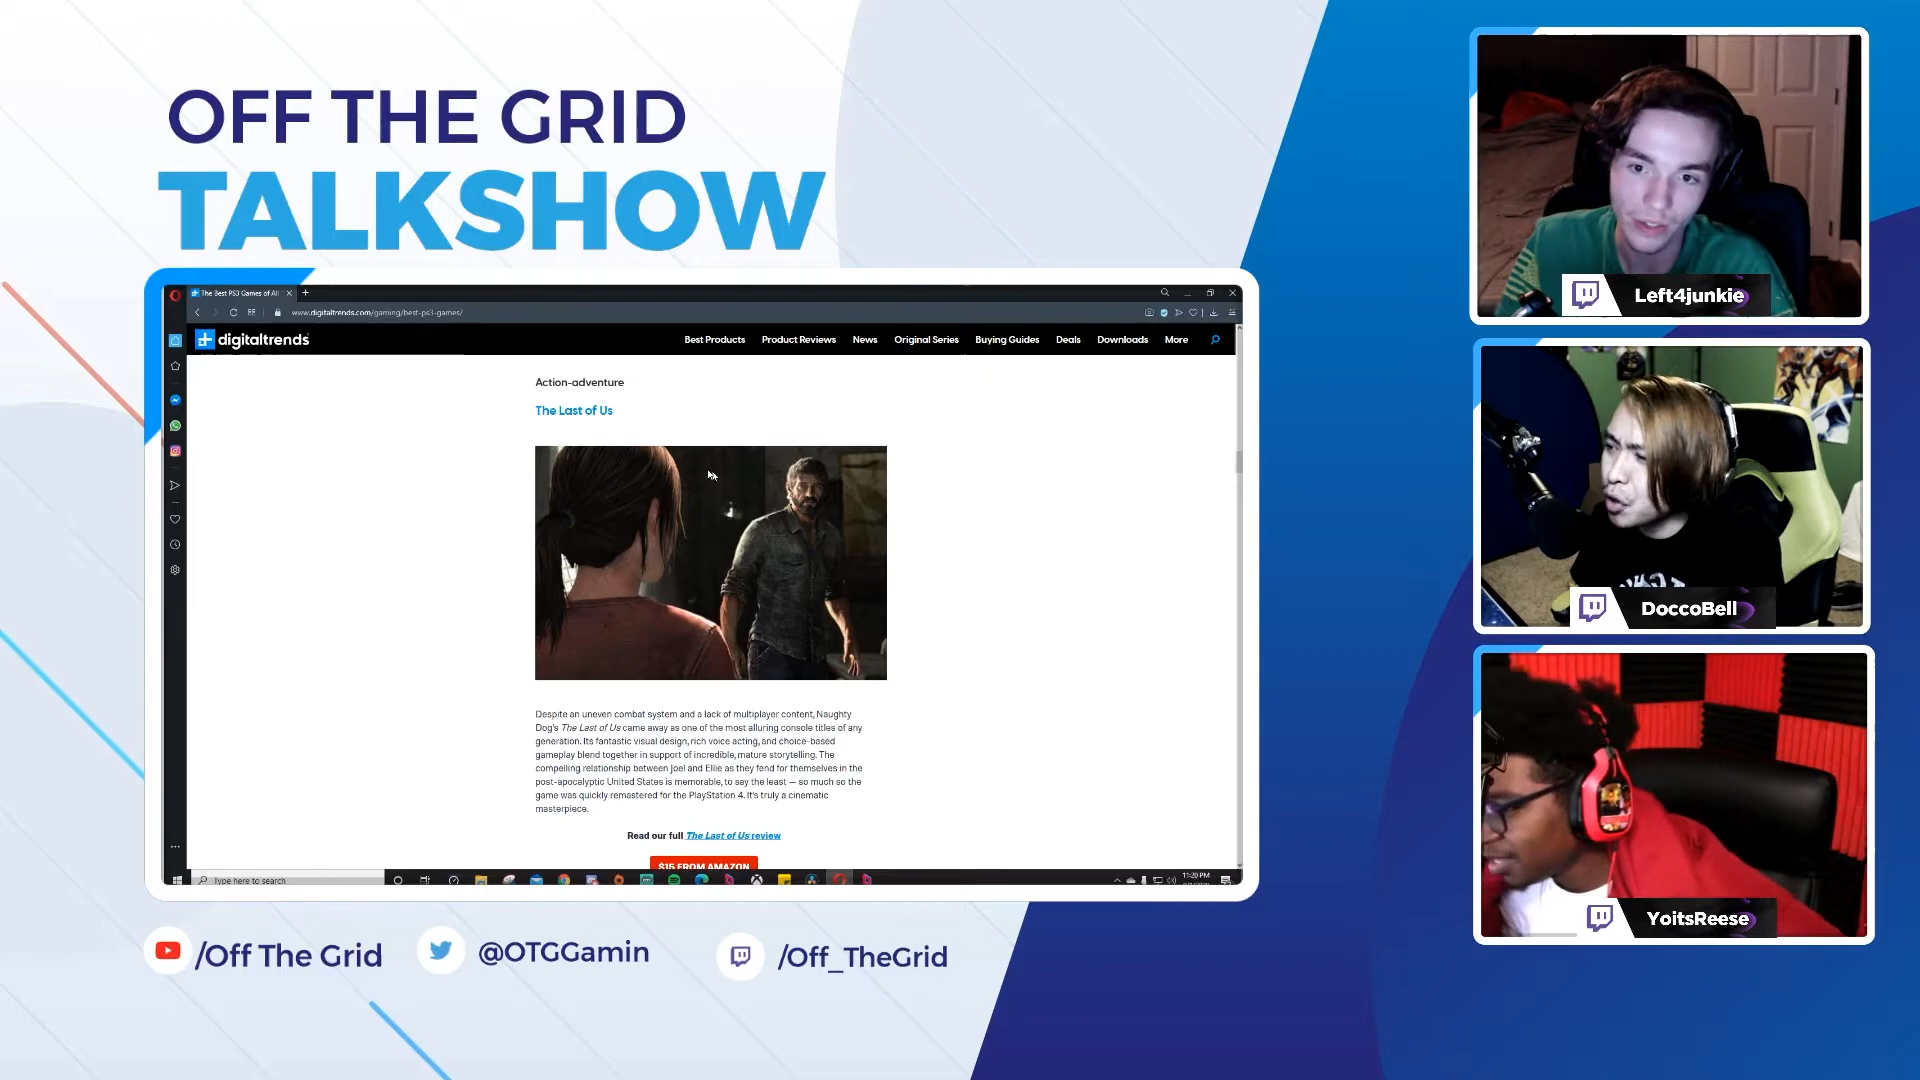 OFF THE GRID
TALKSHOW
The Best PS3 Games of All
www.digitaltrends.com/gaming/best-ps3-games/
digitaltrends
Best Products
Product Reviews
News
Original Series
Buying Guides
Deals
Downloads
More
Action-adventure
The Last of Us
Despite an uneven combat system and a lack of multiplayer content, Naughty
Dog's The Last of Us came away as one of the most alluring console titles of any
generation. Its fantastic visual design, rich voice acting, and choice-based
gameplay blend together in support of incredible, mature storytelling. The
compelling relationship between Joel and Ellie as they fend for themselves in the
post-apocalyptic United States is memorable, to say the least — so much so the
game was quickly remastered for the PlayStation 4. It's truly a cinematic
masterpiece.
Read our full The Last of Us review
$15 FROM AMAZON
Type here to search
11:20 PM
Left4junkie
DoccoBell
YoitsReese
/Off The Grid
@OTGGamin
/Off_TheGrid